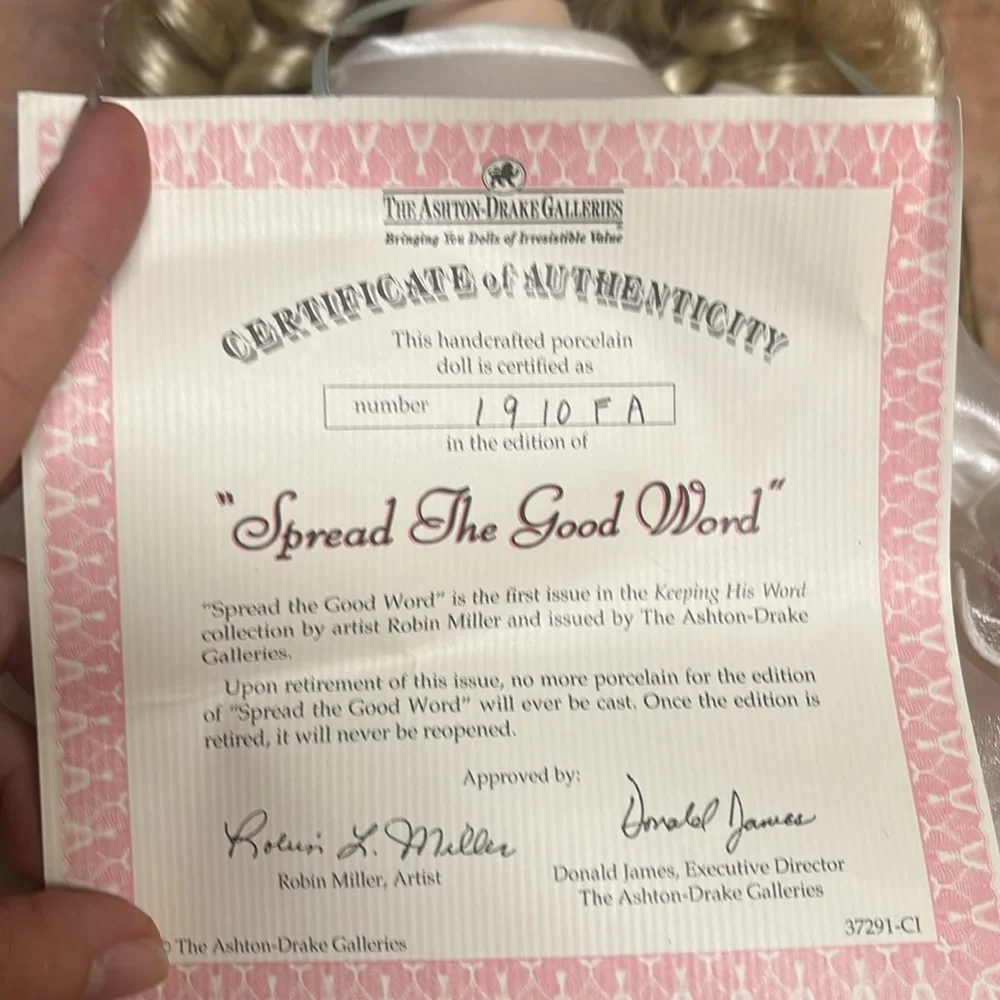 THE ASHTON-DRAKE GALLERIES
Bringing You Dolls of Irresistible Value
CERTIFICATE of AUTHENTICITY
This handcrafted porcelain
doll is certified as
number 1910FA
in the edition of
"Spread The Good Word"
"Spread the Good Word" is the first issue in the Keeping His Word
collection by artist Robin Miller and issued by The Ashton-Drake
Galleries.
Upon retirement of this issue, no more porcelain for the edition
of "Spread the Good Word" will ever be cast. Once the edition is
retired, it will never be reopened.
Approved by:
Robin L. Miller Donald James
Robin Miller, Artist Donald James, Executive Director
The Ashton-Drake Galleries
37291-CI
© The Ashton-Drake Galleries